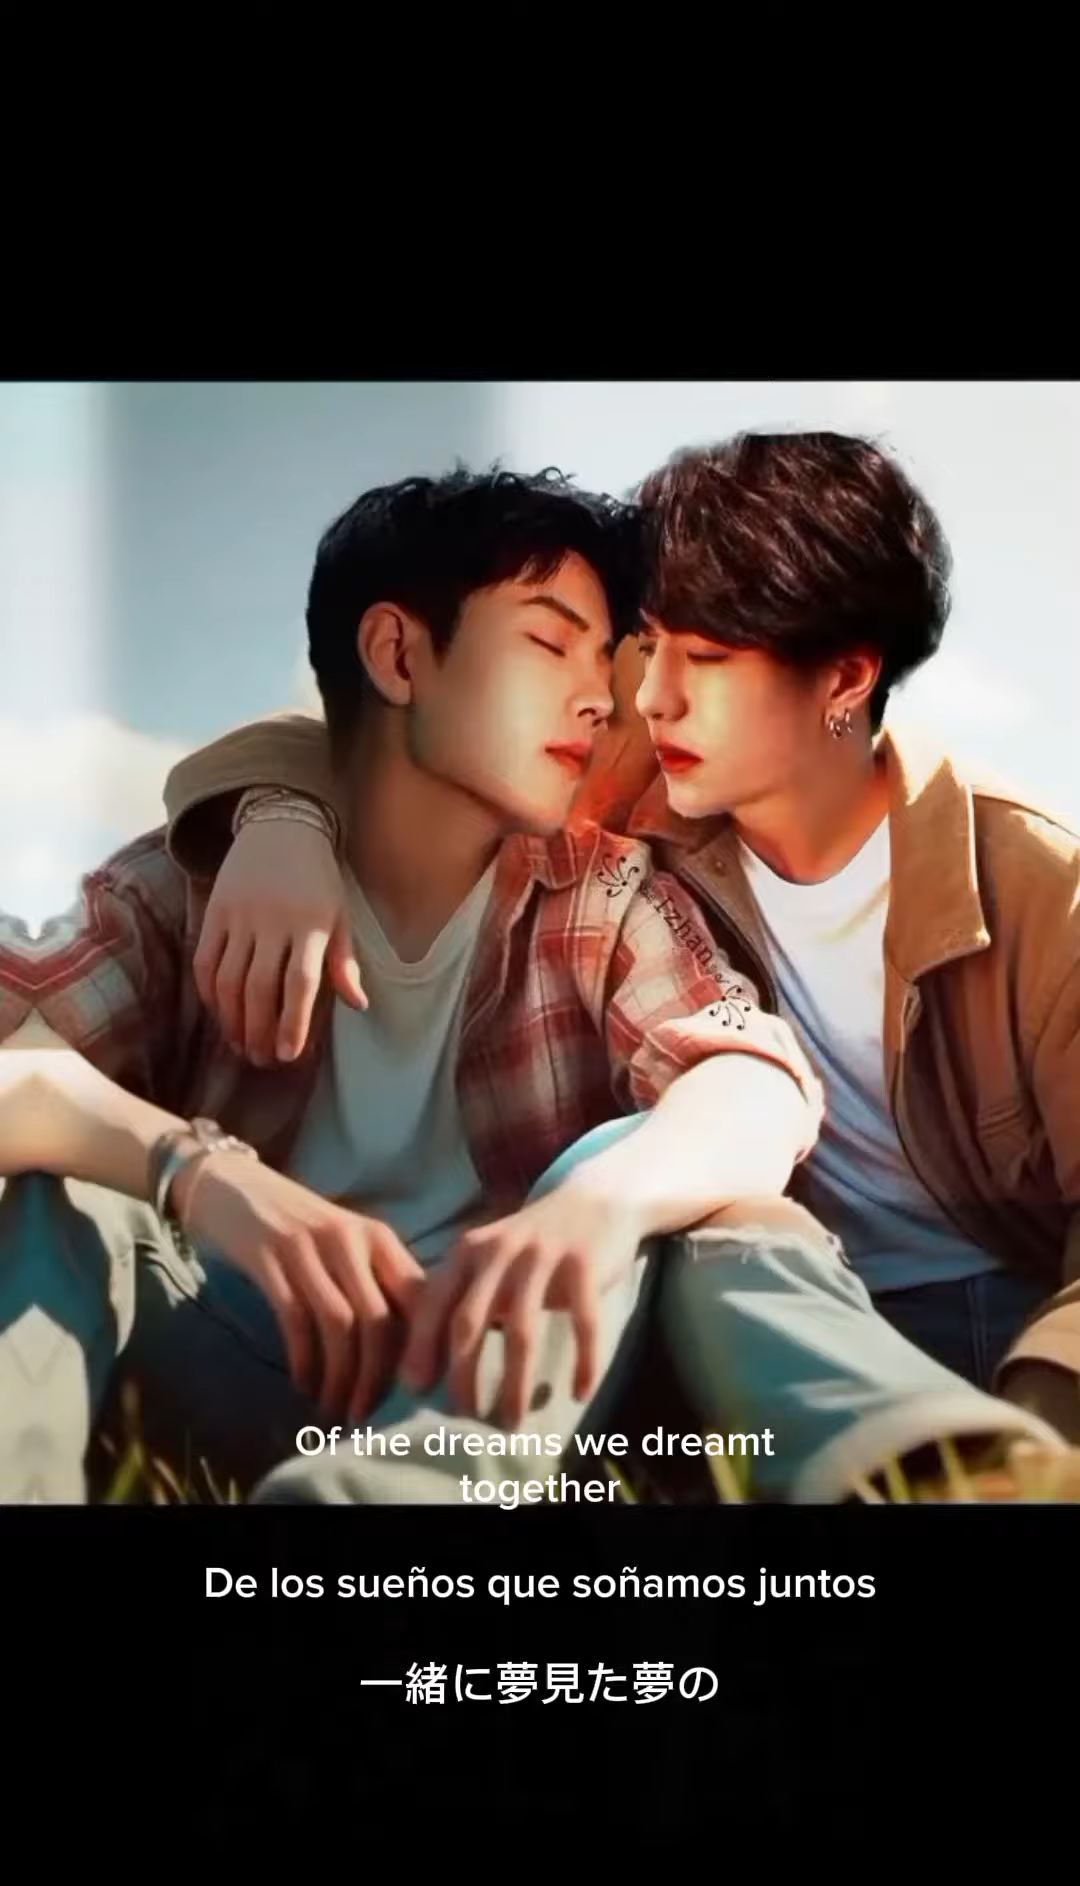 Izhan
Of the dreams we dreamt
together
De los sueños que soñamos juntos
一緒に夢見た夢の